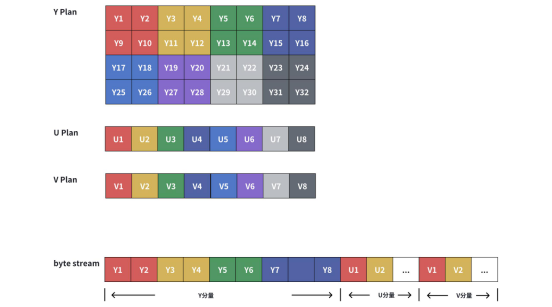 Y Plan
Y1 Y2 Y3 Y4 Y5 Y6 Y7 Y8
Y9 Y10 Y11 Y12 Y13 Y14 Y15 Y16
Y17 Y18 Y19 Y20 Y21 Y22 Y23 Y24
Y25 Y26 Y27 Y28 Y29 Y30 Y31 Y32
U Plan
U1 U2 U3 U4 U5 U6 U7 U8
V Plan
V1 V2 V3 V4 V5 V6 V7 V8
byte stream
Y1 Y2 Y3 Y4 Y5 Y6 Y7 Y8 U1 U2 ... V1 V2 ...
Y分量 U分量 V分量